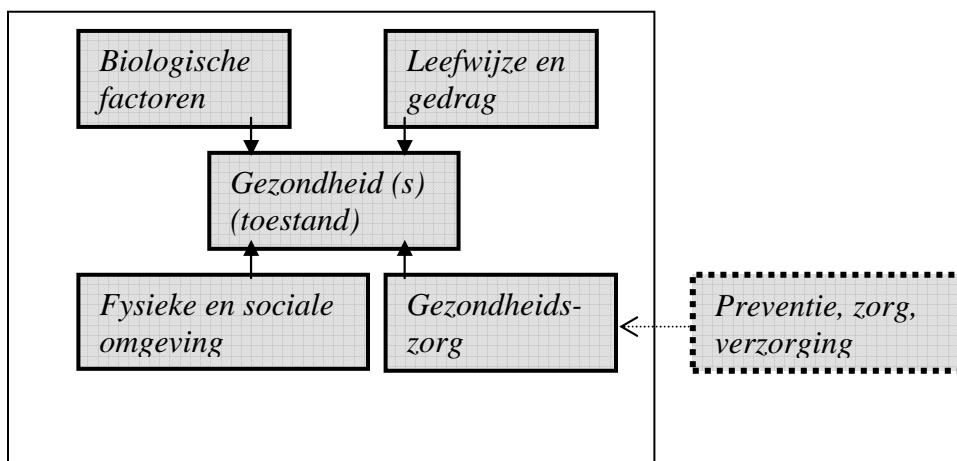 Biologische
factoren
Leefwijze en
gedrag
Gezondheid (s)
(toestand)
Fysieke en sociale
omgeving
Gezondheids-
zorg
Preventie, zorg,
verzorging